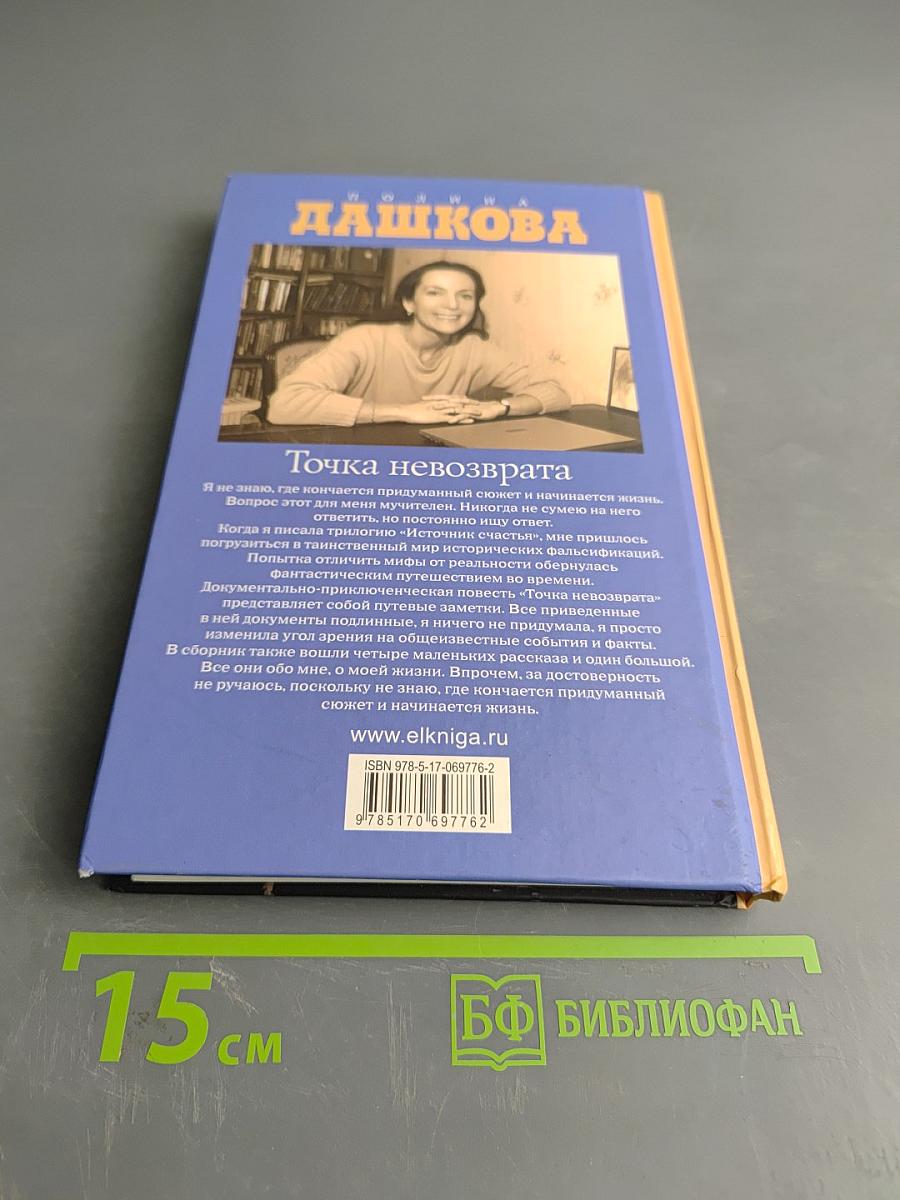 ПОЛИНА
ДАШКОВА
Точка невозврата
Я не знаю, где кончается придуманный сюжет и начинается жизнь.
Вопрос этот для меня мучителен. Никогда не сумею на него
ответить, но постоянно ищу ответ.
Когда я писала трилогию «Источник счастья», мне пришлось
погрузиться в таинственный мир исторических фальсификаций.
Попытка отличить мифы от реальности обернулась
фантастическим путешествием во времени.
Документально-приключенческая повесть «Точка невозврата»
представляет собой путевые заметки. Все приведенные
в ней документы подлинные, я ничего не придумала, я просто
изменила угол зрения на общеизвестные события и факты.
В сборник также вошли четыре маленьких рассказа и один большой.
Все они обо мне, о моей жизни. Впрочем, за достоверность
не ручаюсь, поскольку не знаю, где кончается придуманный
сюжет и начинается жизнь.
www.elkniga.ru
ISBN 978-5-17-069776-2
9 785170 697762
15 см
БФ БИБЛИОФАН